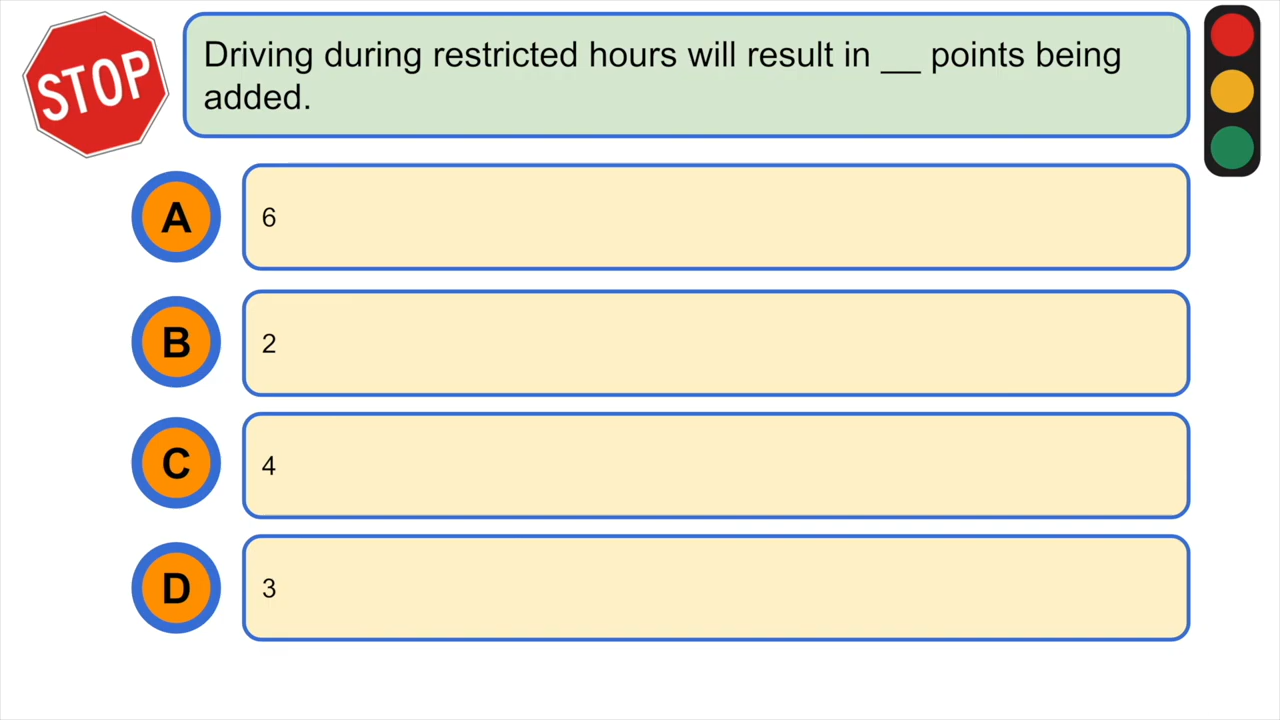 STOP
Driving during restricted hours will result in __ points being
added.
A
6
B
2
C
4
D
3